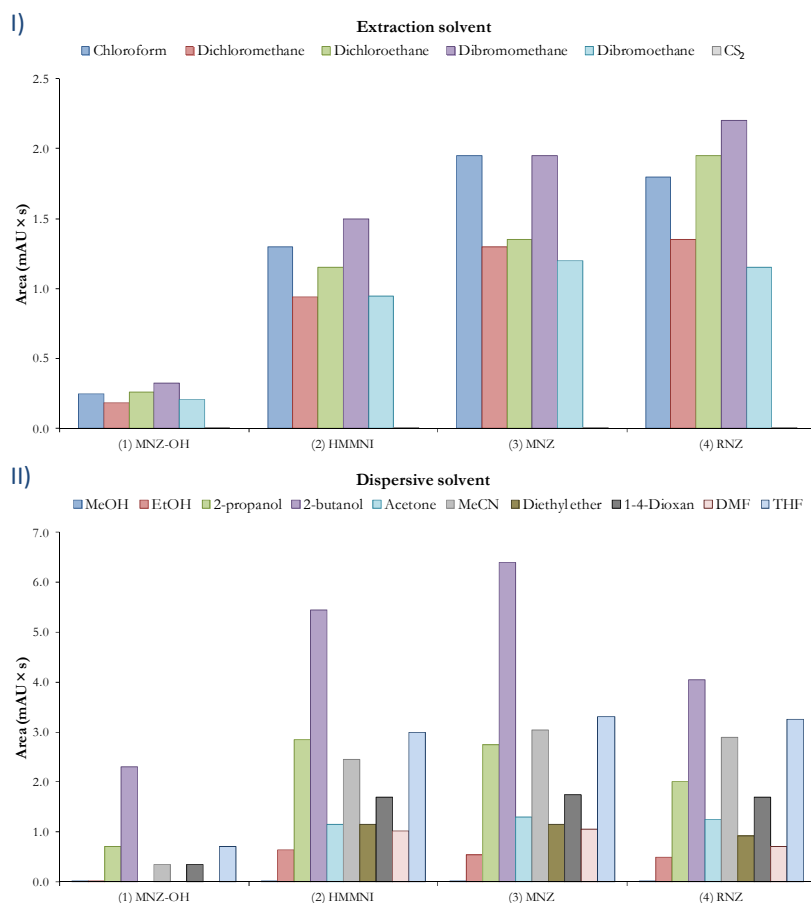 I)
Extraction solvent
Chloroform Dichloromethane Dichloroethane Dibromomethane Dibromoethane CS2
2.5
2.0
1.5
1.0
0.5
0.0
Area (mAU × s)
(1) MNZ-OH (2) HMMNI (3) MNZ (4) RNZ
II)
Dispersive solvent
MeOH EtOH 2-propanol 2-butanol Acetone MeCN Diethyl ether 1-4-Dioxan DMF THF
7.0
6.0
5.0
4.0
3.0
2.0
1.0
0.0
Area (mAU × s)
(1) MNZ-OH (2) HMMNI (3) MNZ (4) RNZ